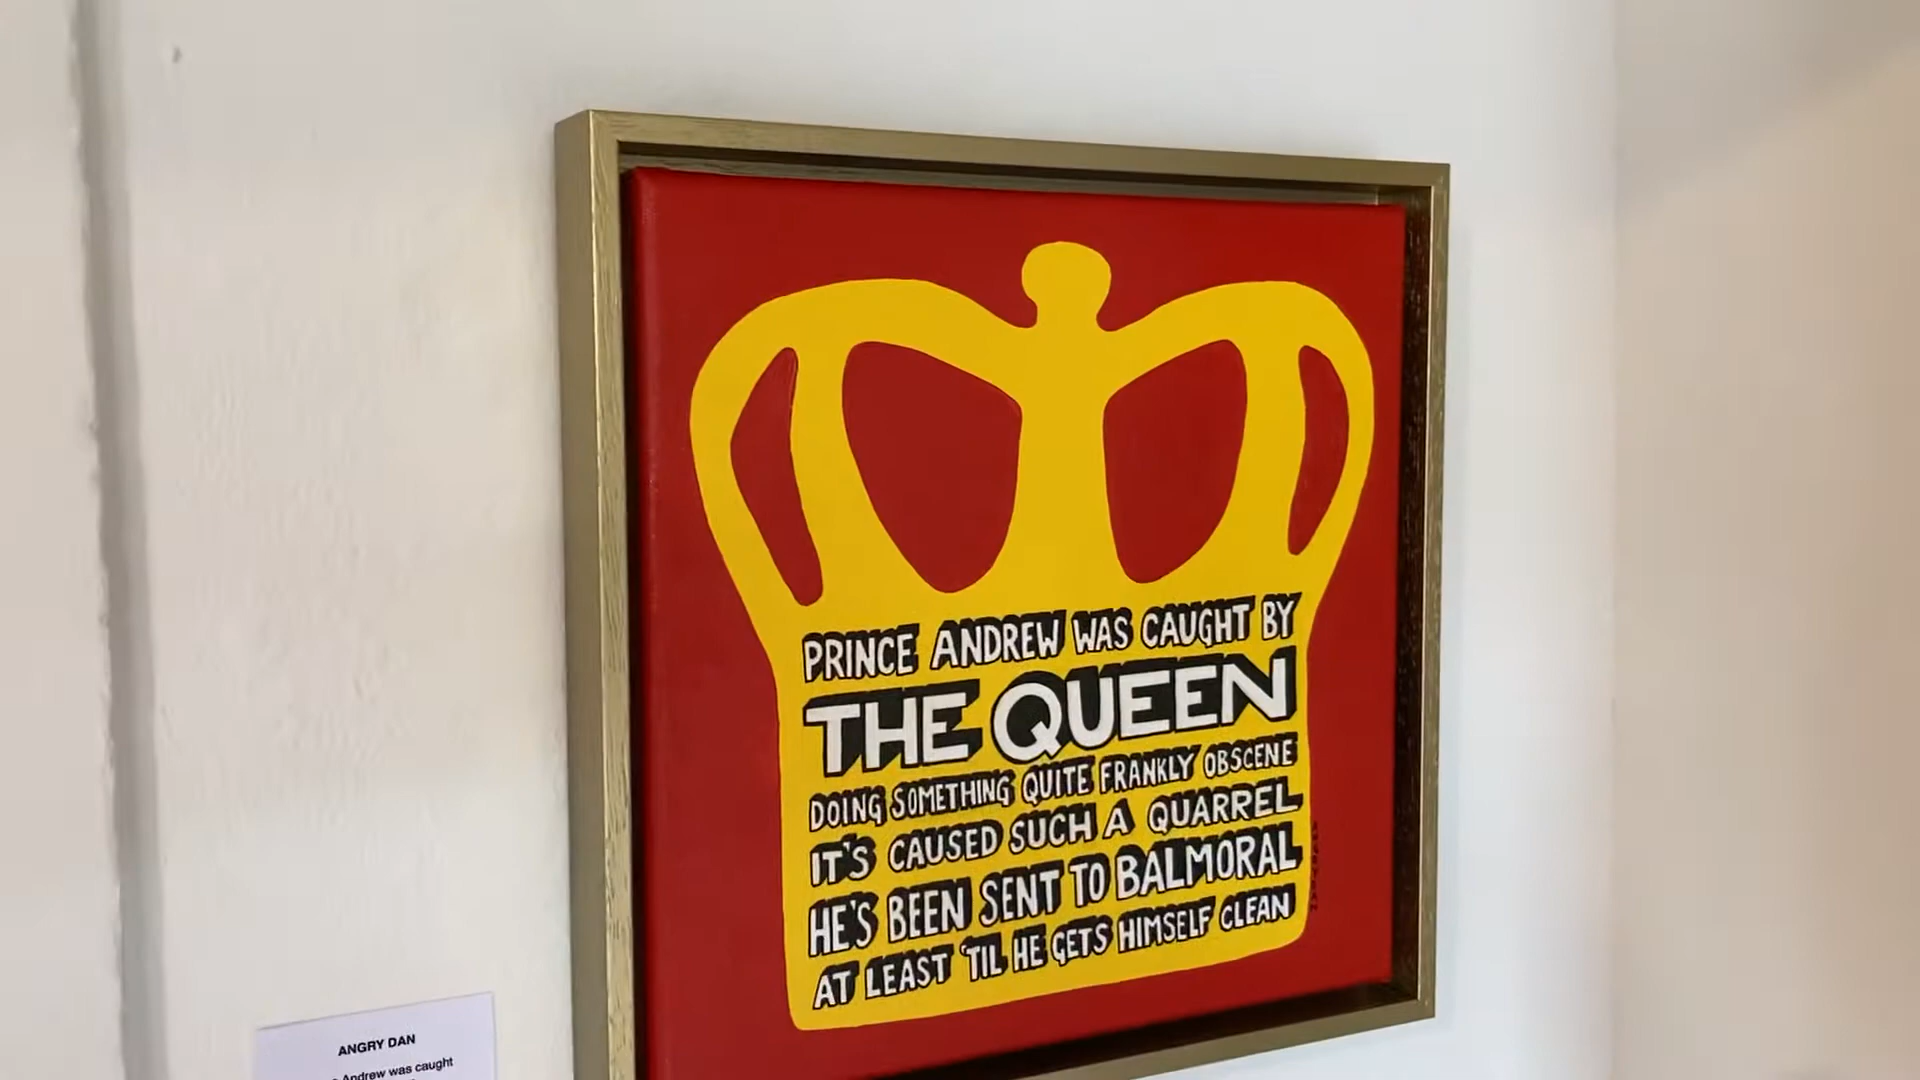 PRINCE ANDREW WAS CAUGHT BY
THE QUEEN
DOING SOMETHING QUITE FRANKLY OBSCENE
IT'S CAUSED SUCH A QUARREL
HE'S BEEN SENT TO BALMORAL
AT LEAST 'TIL HE GETS HIMSELF CLEAN
ANGRY DAN
Andrew was caught